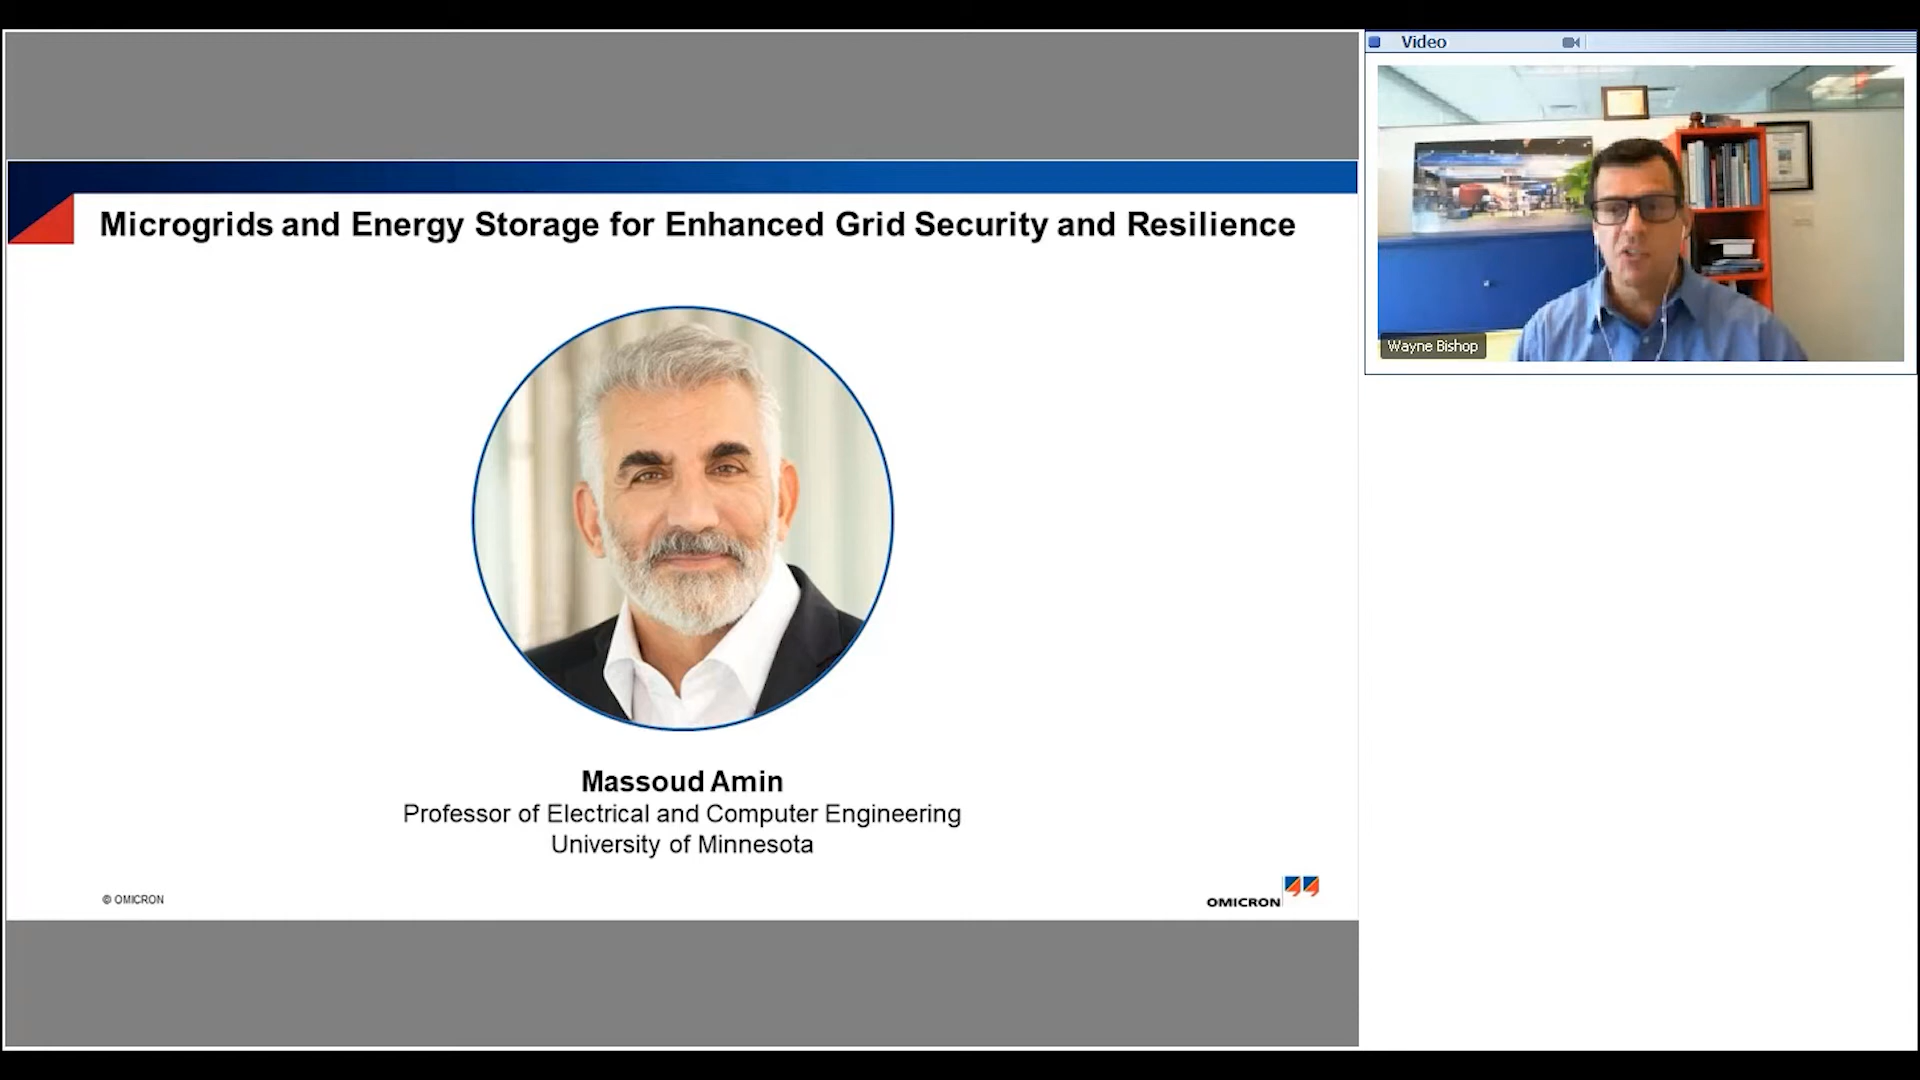 Microgrids and Energy Storage for Enhanced Grid Security and Resilience
Massoud Amin
Professor of Electrical and Computer Engineering
University of Minnesota
© OMICRON
OMICRON
Video
Wayne Bishop